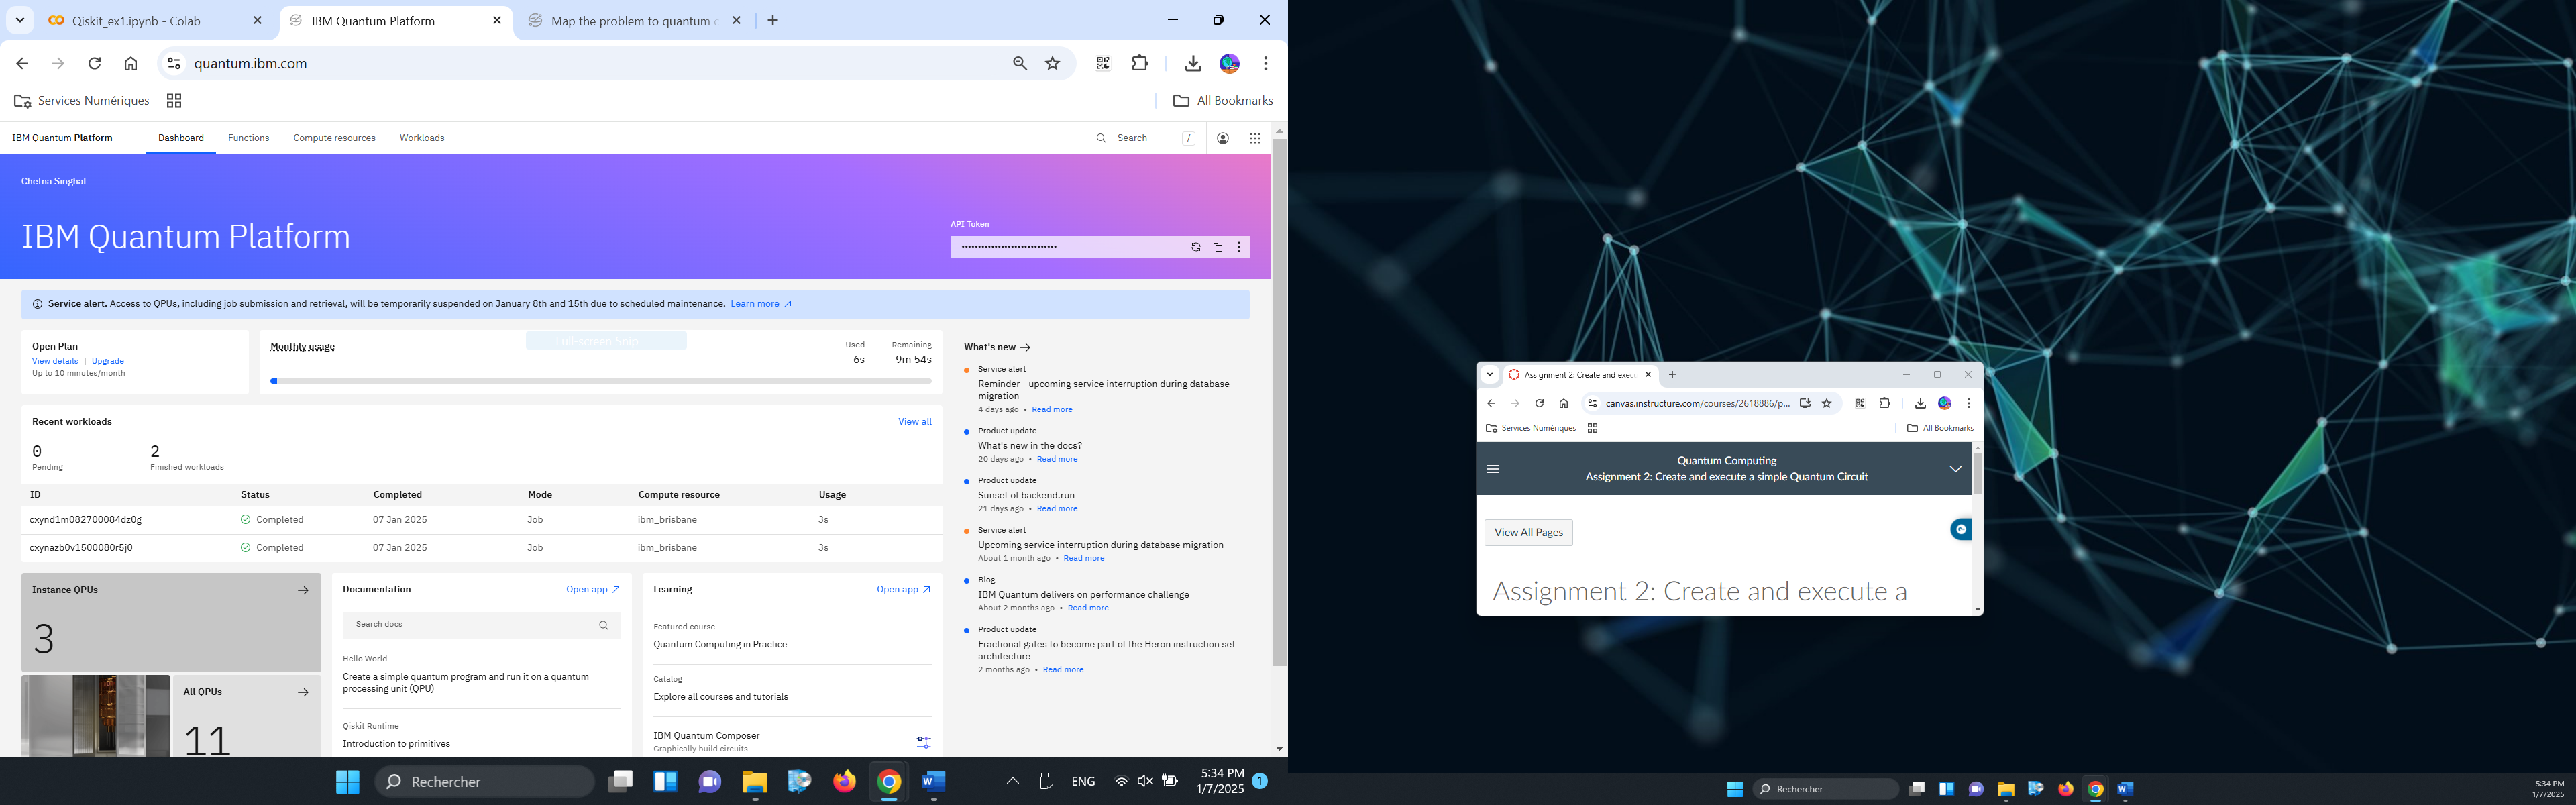 Qiskit_ex1.ipynb - Colab
IBM Quantum Platform
Map the problem to quantum c
quantum.ibm.com
Services Numériques
All Bookmarks
IBM Quantum Platform
Dashboard
Functions
Compute resources
Workloads
Search
/
Chetna Singhal
IBM Quantum Platform
API Token
Service alert. Access to QPUs, including job submission and retrieval, will be temporarily suspended on January 8th and 15th due to scheduled maintenance. Learn more
Open Plan
View details | Upgrade
Up to 10 minutes/month
Monthly usage
Full-screen Snip
Used
6s
Remaining
9m 54s
Recent workloads
View all
0
Pending
2
Finished workloads
ID Status Completed Mode Compute resource Usage
cxynd1m082700084dz0g Completed 07 Jan 2025 Job ibm_brisbane 3s
cxynazb0v1500080r5j0 Completed 07 Jan 2025 Job ibm_brisbane 3s
Instance QPUs
3
All QPUs
11
Documentation
Open app
Search docs
Hello World
Create a simple quantum program and run it on a quantum
processing unit (QPU)
Qiskit Runtime
Introduction to primitives
Learning
Open app
Featured course
Quantum Computing in Practice
Catalog
Explore all courses and tutorials
IBM Quantum Composer
Graphically build circuits
What's new
Service alert
Reminder - upcoming service interruption during database
migration
4 days ago • Read more
Product update
What's new in the docs?
20 days ago • Read more
Product update
Sunset of backend.run
21 days ago • Read more
Service alert
Upcoming service interruption during database migration
About 1 month ago • Read more
Blog
IBM Quantum delivers on performance challenge
About 2 months ago • Read more
Product update
Fractional gates to become part of the Heron instruction set
architecture
2 months ago • Read more
Rechercher
ENG
5:34 PM
1/7/2025
1
Assignment 2: Create and exec
canvas.instructure.com/courses/2618886/p...
Services Numériques
All Bookmarks
Quantum Computing
Assignment 2: Create and execute a simple Quantum Circuit
View All Pages
Assignment 2: Create and execute a
Rechercher
5:34 PM
1/7/2025